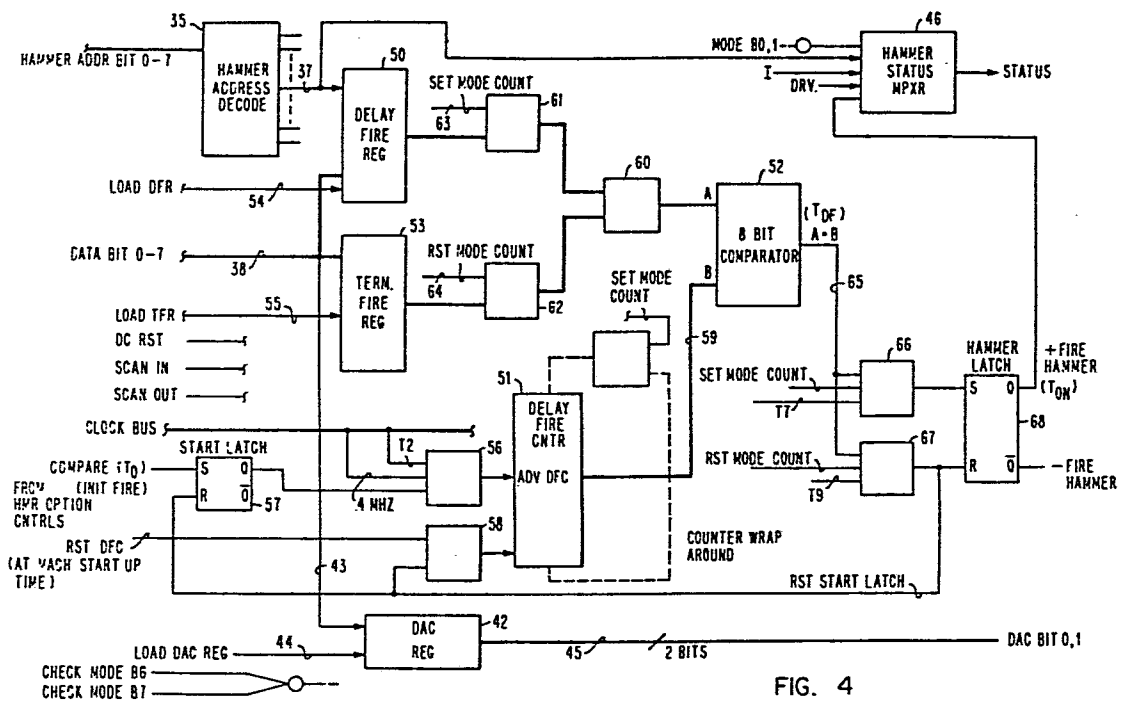 35
HAMMER ADDR BIT 0-7
HAMMER
ADDRESS
DECODE
37
50
DELAY
FIRE
REG
SET MODE COUNT
63
61
MODE B0,1
I
DRV.
46
HAMMER
STATUS
MPXR
STATUS
LOAD DFR
54
60
A
B
52
8 BIT
COMPARATOR
(TDF)
A=B
65
DATA BIT 0-7
38
53
TERM.
FIRE
REG
RST MODE COUNT
64
62
LOAD TFR
55
DC RST
SCAN IN
SCAN OUT
SET MODE
COUNT
59
51
DELAY
FIRE
CNTR
ADV DFC
66
SET MODE COUNT
T7
HAMMER
LATCH
S
O
R
O
68
+FIRE
HAMMER
(TON)
-FIRE
HAMMER
CLOCK BUS
START LATCH
T2
56
COMPARE (T0)
(INIT FIRE)
FROM
HMR OPTION
CNTRLS
S
O
R
O
57
.4 MHZ
RST MODE COUNT
T9
67
58
RST DFC
(AT MACH START UP
TIME)
COUNTER WRAP
AROUND
43
RST START LATCH
42
DAC
REG
LOAD DAC REG
44
45
2 BITS
DAC BIT 0,1
CHECK MODE B6
CHECK MODE B7
FIG. 4